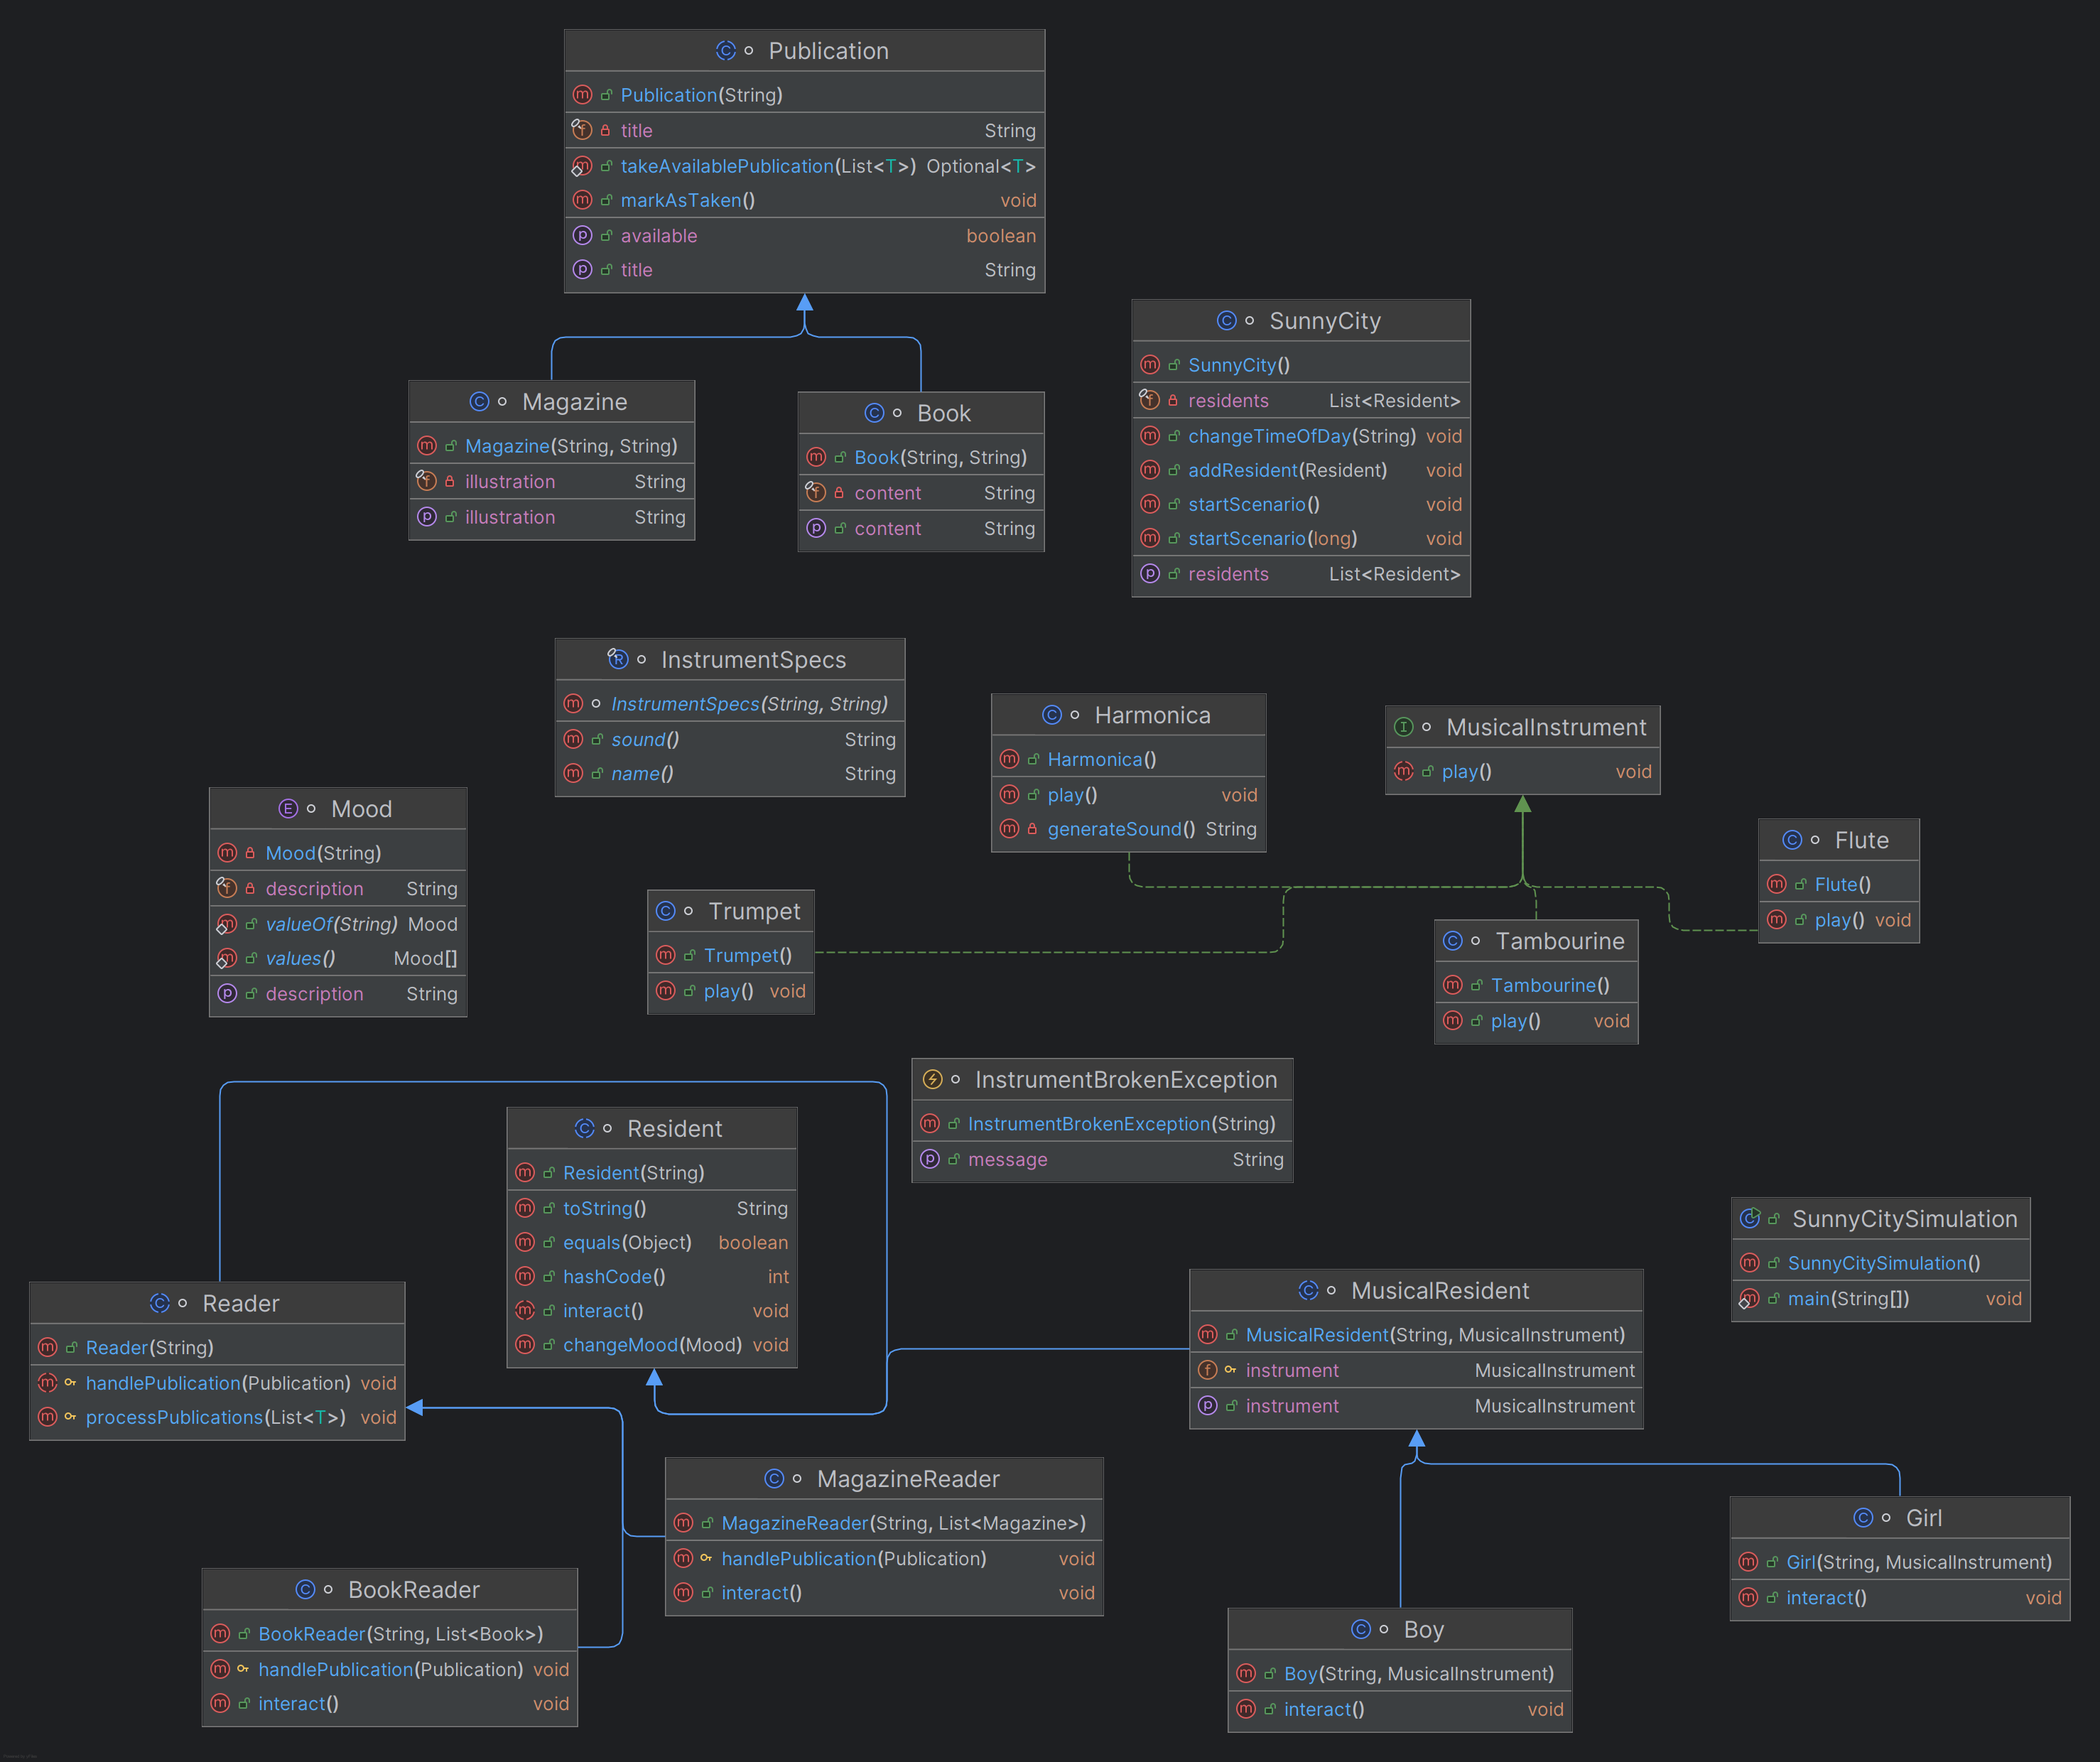 Publication
Publication(String)
title String
takeAvailablePublication(List<T>) Optional<T>
markAsTaken() void
available boolean
title String
Magazine
Magazine(String, String)
illustration String
illustration String
Book
Book(String, String)
content String
content String
SunnyCity
SunnyCity()
residents List<Resident>
changeTimeOfDay(String) void
addResident(Resident) void
startScenario() void
startScenario(long) void
residents List<Resident>
InstrumentSpecs
InstrumentSpecs(String, String)
sound() String
name() String
Harmonica
Harmonica()
play() void
generateSound() String
MusicalInstrument
play() void
Mood
Mood(String)
description String
valueOf(String) Mood
values() Mood[]
description String
Trumpet
Trumpet()
play() void
Flute
Flute()
play() void
Tambourine
Tambourine()
play() void
InstrumentBrokenException
InstrumentBrokenException(String)
message String
Resident
Resident(String)
toString() String
equals(Object) boolean
hashCode() int
interact() void
changeMood(Mood) void
SunnyCitySimulation
SunnyCitySimulation()
main(String[]) void
Reader
Reader(String)
handlePublication(Publication) void
processPublications(List<T>) void
MusicalResident
MusicalResident(String, MusicalInstrument)
instrument MusicalInstrument
instrument MusicalInstrument
MagazineReader
MagazineReader(String, List<Magazine>)
handlePublication(Publication) void
interact() void
Girl
Girl(String, MusicalInstrument)
interact() void
BookReader
BookReader(String, List<Book>)
handlePublication(Publication) void
interact() void
Boy
Boy(String, MusicalInstrument)
interact() void